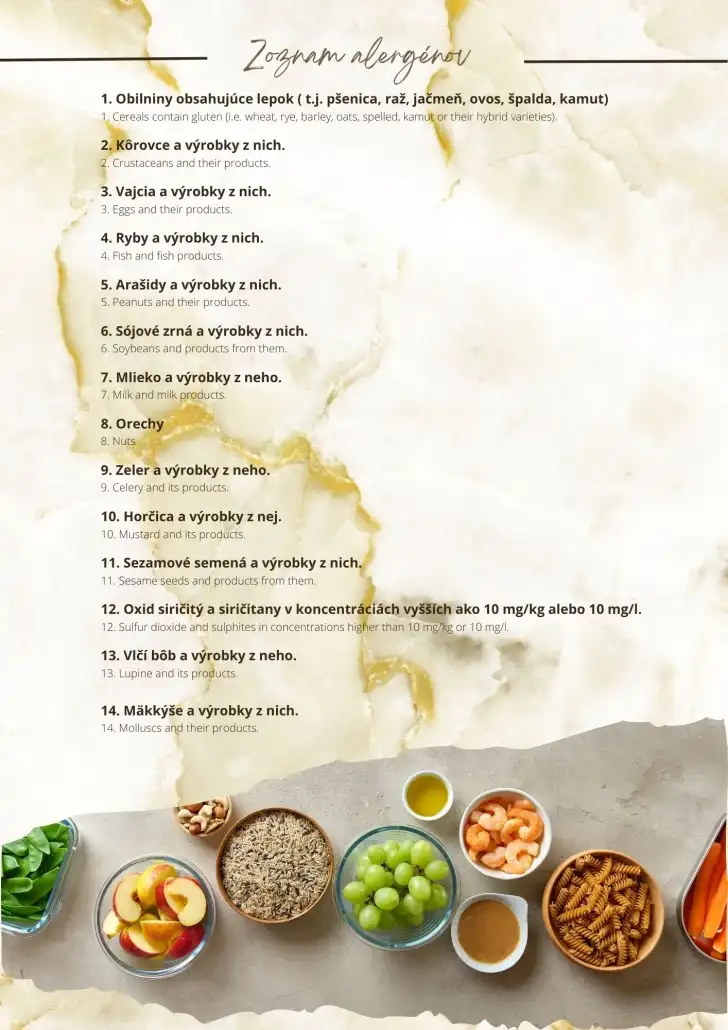 Zoznam alergénov
1. Obilniny obsahujúce lepok ( t.j. pšenica, raž, jačmeň, ovos, špalda, kamut)
1. Cereals contain gluten (i.e. wheat, rye, barley, oats, spelled, kamut or their hybrid varieties).
2. Kôrovce a výrobky z nich.
2. Crustaceans and their products.
3. Vajcia a výrobky z nich.
3. Eggs and their products.
4. Ryby a výrobky z nich.
4. Fish and fish products.
5. Arašidy a výrobky z nich.
5. Peanuts and their products.
6. Sójové zrná a výrobky z nich.
6. Soybeans and products from them.
7. Mlieko a výrobky z neho.
7. Milk and milk products.
8. Orechy
8. Nuts
9. Zeler a výrobky z neho.
9. Celery and its products.
10. Horčica a výrobky z nej.
10. Mustard and its products.
11. Sezamové semená a výrobky z nich.
11. Sesame seeds and products from them.
12. Oxid siričitý a siričitany v koncentráciách vyšších ako 10 mg/kg alebo 10 mg/l.
12. Sulfur dioxide and sulphites in concentrations higher than 10 mg/kg or 10 mg/l.
13. Vlčí bôb a výrobky z neho.
13. Lupine and its products.
14. Mäkkýše a výrobky z nich.
14. Molluscs and their products.